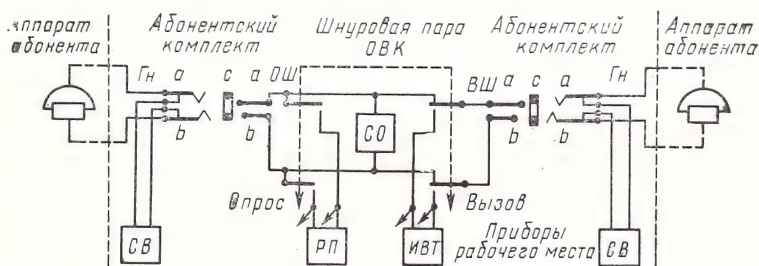 Аппарат абонента
Абонентский комплект
Шнуровая пара ОВК
Абонентский комплект
Аппарат абонента
Гн a c a ОШ ВШ a c a Гн
b b b b
СО
Опрос Вызов
СВ РП ИВТ Приборы рабочего места СВ